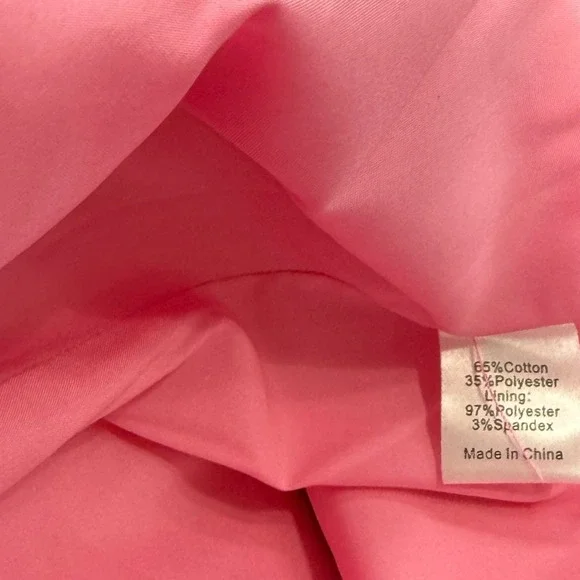 65%Cotton
35%Polyester
Lining:
97%Polyester
3%Spandex
Made In China